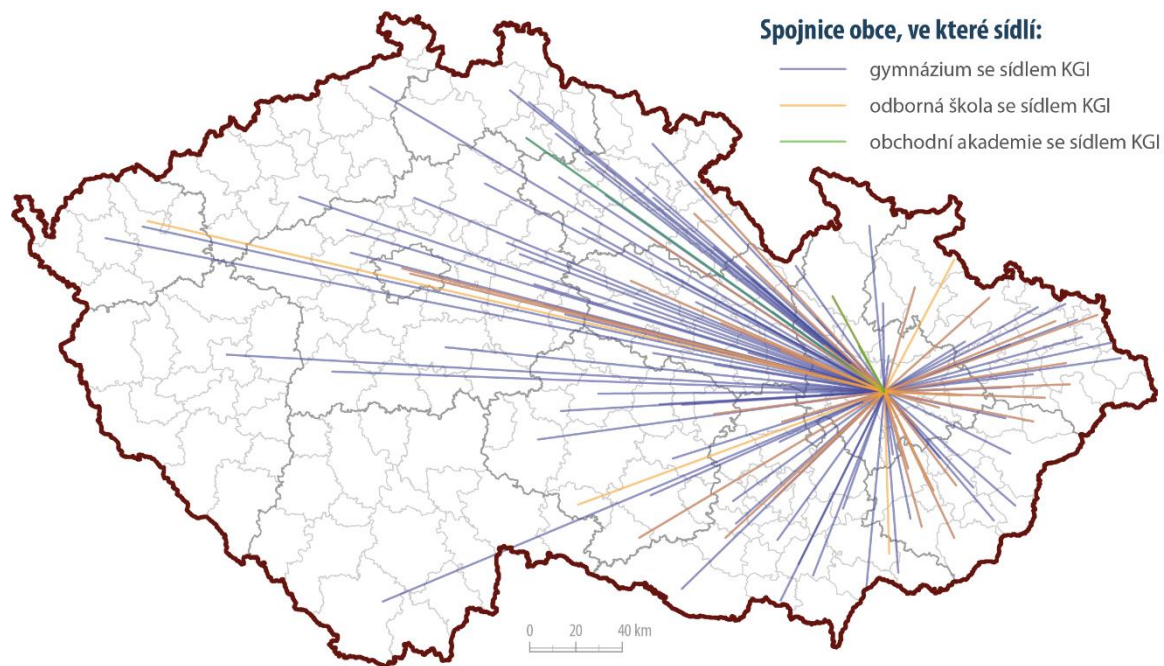 Spojnice obce, ve které sídlí:
gymnázium se sídlem KGI
odborná škola se sídlem KGI
obchodní akademie se sídlem KGI
0 20 40 km